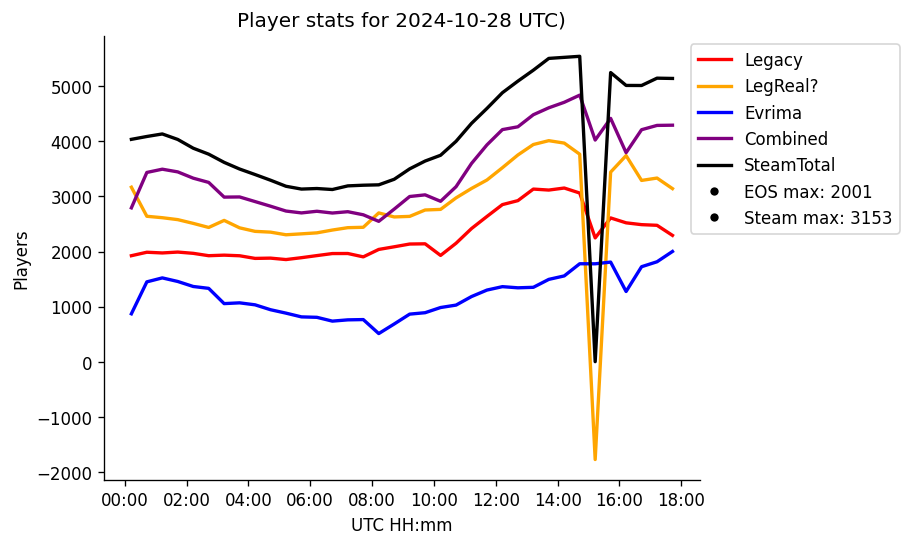 Player stats for 2024-10-28 UTC)
Legacy
LegReal?
Evrima
Combined
SteamTotal
EOS max: 2001
Steam max: 3153
Players
5000
4000
3000
2000
1000
0
−1000
−2000
00:00 02:00 04:00 06:00 08:00 10:00 12:00 14:00 16:00 18:00
UTC HH:mm